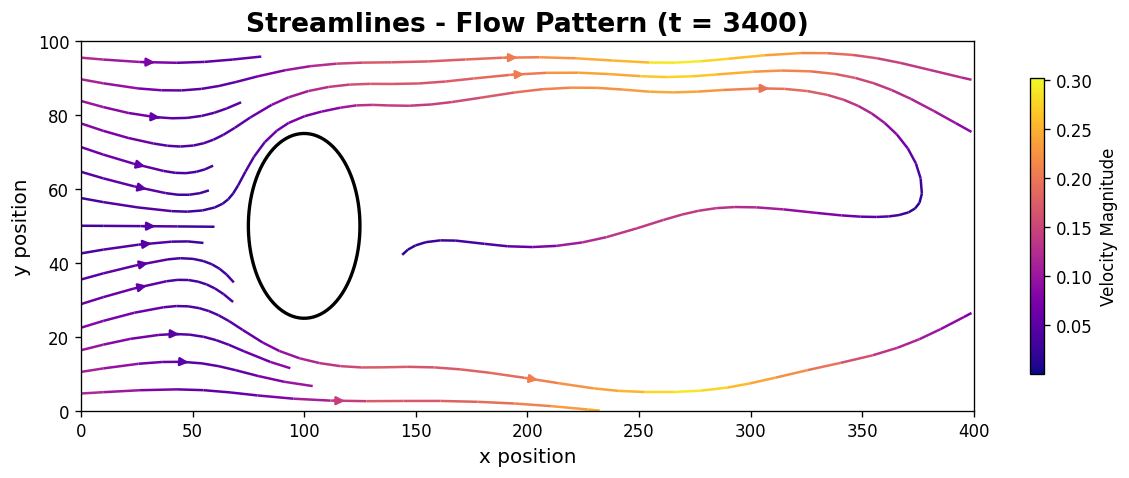 Streamlines - Flow Pattern (t = 3400)
100
80
60
40
20
0
y position
0 50 100 150 200 250 300 350 400
x position
0.30
0.25
0.20
0.15
0.10
0.05
Velocity Magnitude